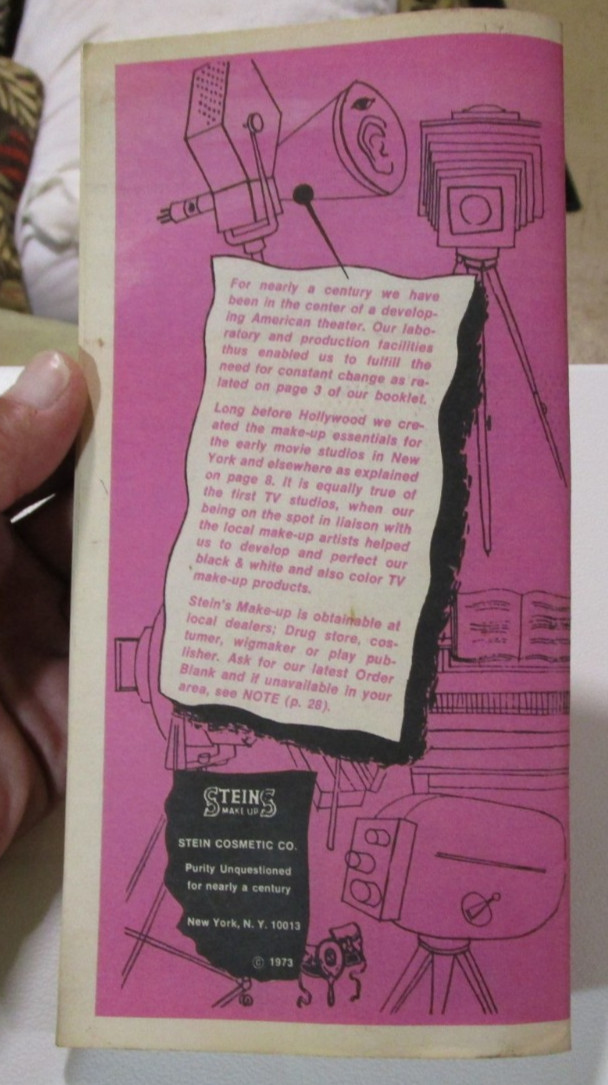 For nearly a century we have
been in the center of a develop-
ing American theater. Our labo-
ratory and production facilities
thus enabled us to fulfill the
need for constant change as re-
lated on page 3 of our booklet.
Long before Hollywood we cre-
ated the make-up essentials for
the early movie studios in New
York and elsewhere as explained
on page 8. It is equally true of
the first TV studios, when our
being on the spot in liaison with
the local make-up artists helped
us to develop and perfect our
black & white and also color TV
make-up products.
Stein's Make-up is obtainable at
local dealers; Drug store, cos-
tumer, wigmaker or play pub-
lisher. Ask for our latest Order
Blank and if unavailable in your
area, see NOTE (p. 28).
STEINS
MAKE UP
STEIN COSMETIC CO.
Purity Unquestioned
for nearly a century
New York, N. Y. 10013
© 1973